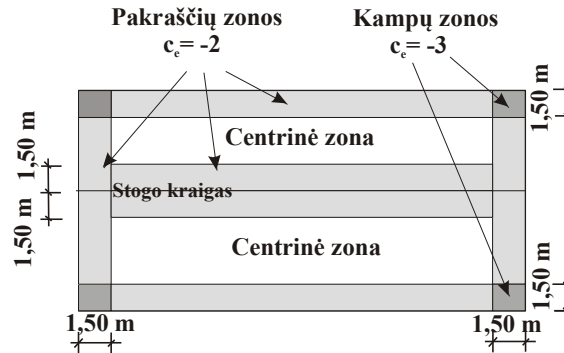 Pakraščių zonos
cₑ= -2
Kampų zonos
cₑ= -3
1,50 m
Centrinė zona
1,50 m
Stogo kraigas
1,50 m
Centrinė zona
1,50 m
1,50 m
1,50 m